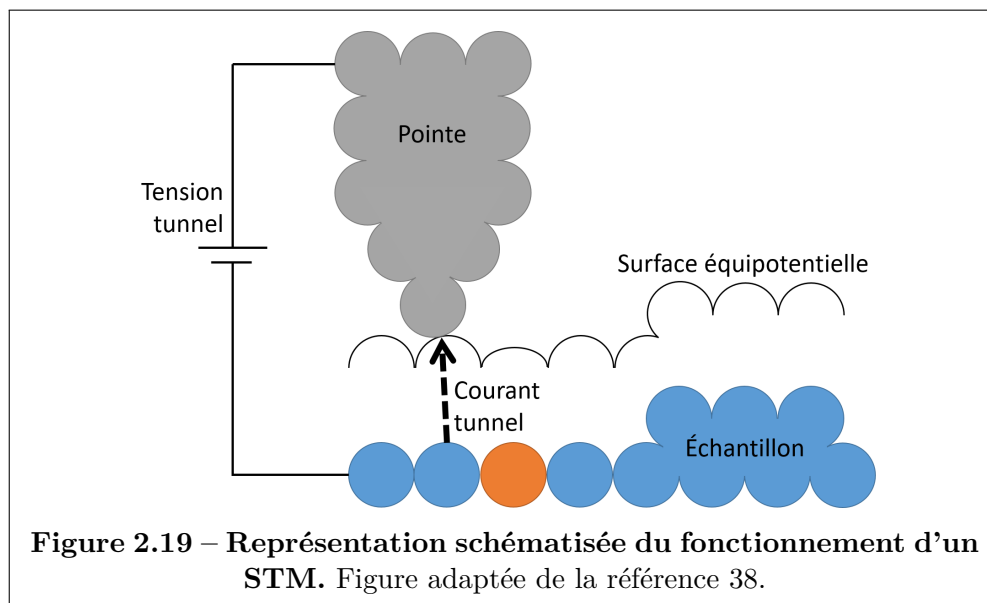 Pointe
Tension
tunnel
Surface équipotentielle
Courant
tunnel
Échantillon
Figure 2.19 – Représentation schématisée du fonctionnement d'un
STM. Figure adaptée de la référence 38.